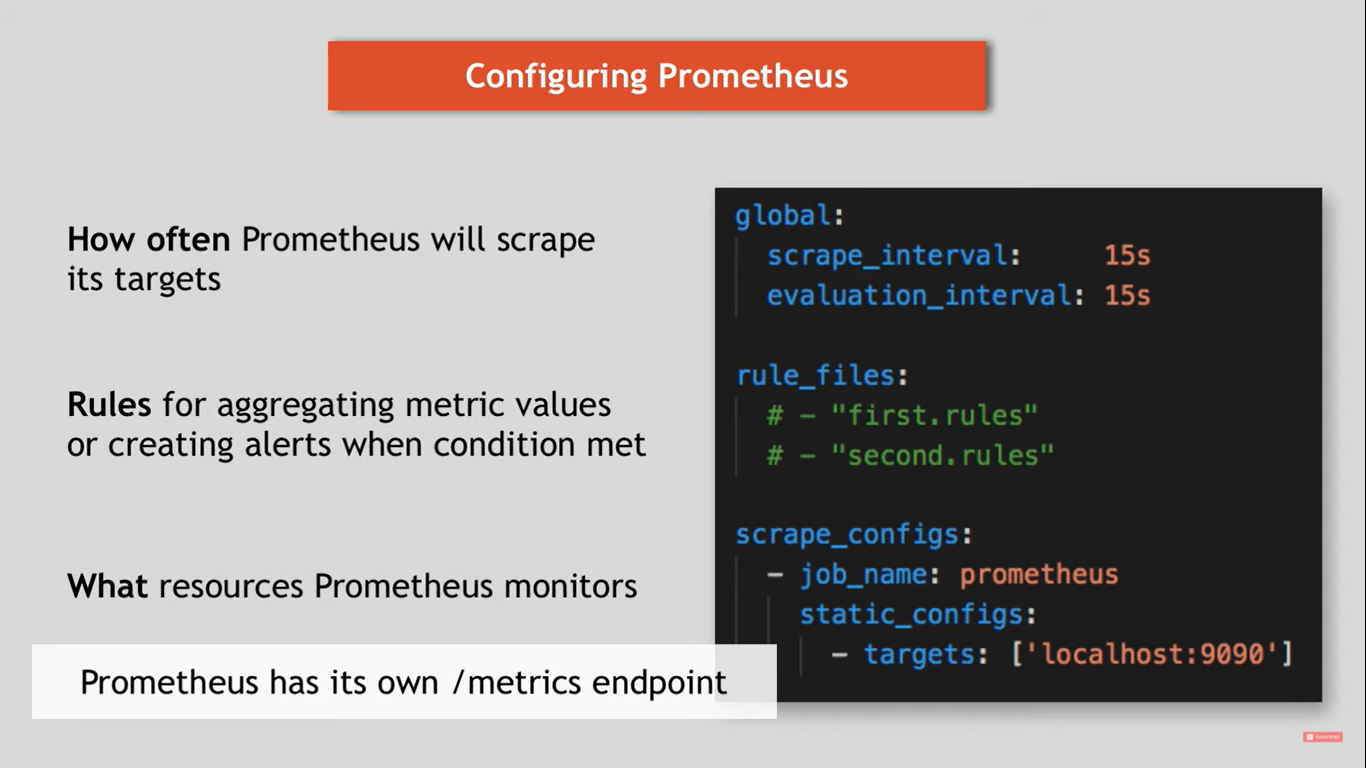 Configuring Prometheus
How often Prometheus will scrape
its targets
Rules for aggregating metric values
or creating alerts when condition met
What resources Prometheus monitors
Prometheus has its own /metrics endpoint
global:
  scrape_interval:     15s
  evaluation_interval: 15s
rule_files:
  # - "first.rules"
  # - "second.rules"
scrape_configs:
  - job_name: prometheus
    static_configs:
      - targets: ['localhost:9090']
SUBSCRIBE